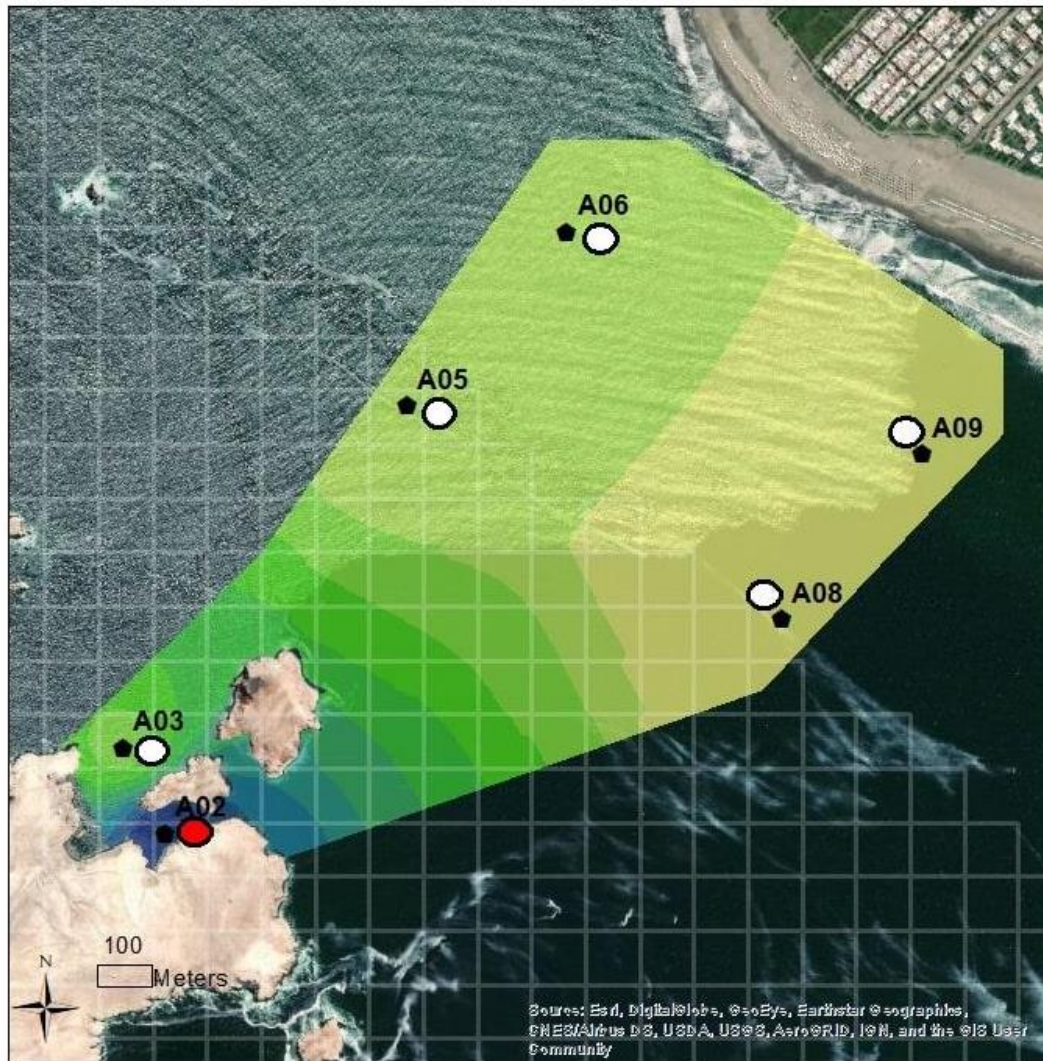 A06
A05
A09
A08
A03
A02
100
Meters
N
Source: Esri, DigitalGlobe, GeoEye, Earthstar Geographics,
CNES/Airbus DS, USDA, USGS, AeroGRID, IGN, and the GIS User
Community